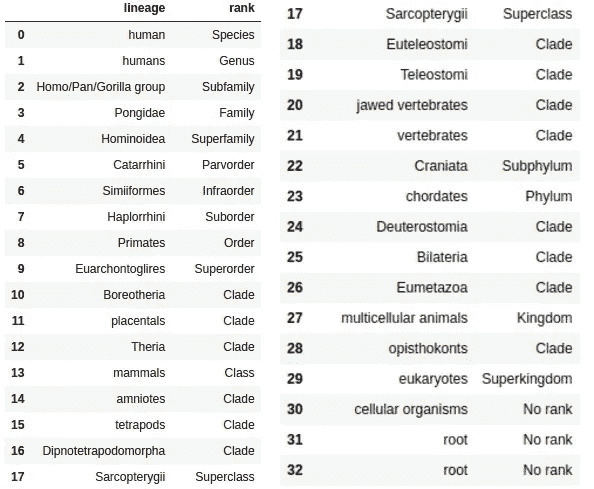 lineage rank
0 human Species
1 humans Genus
2 Homo/Pan/Gorilla group Subfamily
3 Pongidae Family
4 Hominoidea Superfamily
5 Catarrhini Parvorder
6 Simiiformes Infraorder
7 Haplorrhini Suborder
8 Primates Order
9 Euarchontoglires Superorder
10 Boreotheria Clade
11 placentals Clade
12 Theria Clade
13 mammals Class
14 amniotes Clade
15 tetrapods Clade
16 Dipnotetrapodomorpha Clade
17 Sarcopterygii Superclass
17 Sarcopterygii Superclass
18 Euteleostomi Clade
19 Teleostomi Clade
20 jawed vertebrates Clade
21 vertebrates Clade
22 Craniata Subphylum
23 chordates Phylum
24 Deuterostomia Clade
25 Bilateria Clade
26 Eumetazoa Clade
27 multicellular animals Kingdom
28 opisthokonts Clade
29 eukaryotes Superkingdom
30 cellular organisms No rank
31 root No rank
32 root No rank